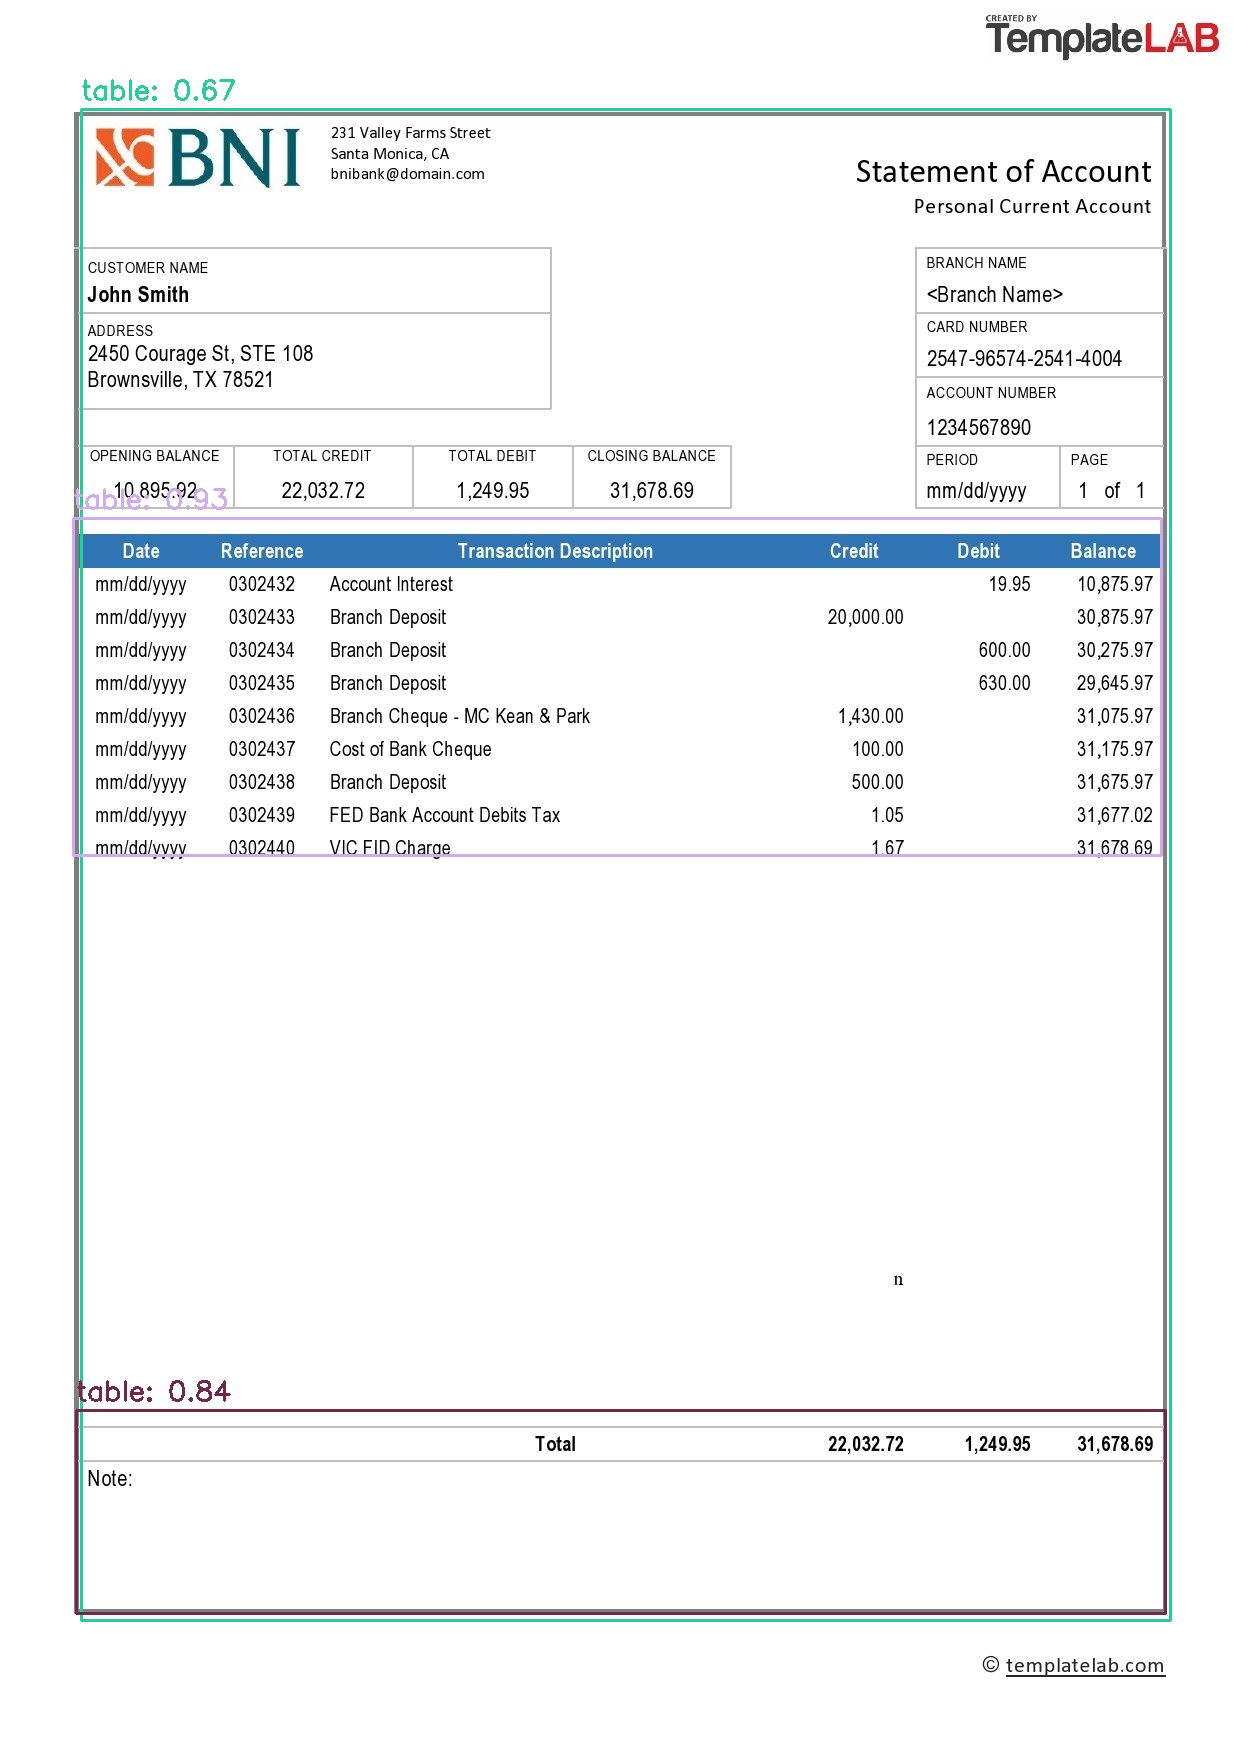 CREATED BY
TemplateLAB
table: 0.67
BNI
231 Valley Farms Street
Santa Monica, CA
bnibank@domain.com
Statement of Account
Personal Current Account
CUSTOMER NAME
John Smith
ADDRESS
2450 Courage St, STE 108
Brownsville, TX 78521
BRANCH NAME
<Branch Name>
CARD NUMBER
2547-96574-2541-4004
ACCOUNT NUMBER
1234567890
OPENING BALANCE TOTAL CREDIT TOTAL DEBIT CLOSING BALANCE PERIOD PAGE
10,895.92 22,032.72 1,249.95 31,678.69 mm/dd/yyyy 1 of 1
table: 0.93
Date Reference Transaction Description Credit Debit Balance
mm/dd/yyyy 0302432 Account Interest 19.95 10,875.97
mm/dd/yyyy 0302433 Branch Deposit 20,000.00 30,875.97
mm/dd/yyyy 0302434 Branch Deposit 600.00 30,275.97
mm/dd/yyyy 0302435 Branch Deposit 630.00 29,645.97
mm/dd/yyyy 0302436 Branch Cheque - MC Kean & Park 1,430.00 31,075.97
mm/dd/yyyy 0302437 Cost of Bank Cheque 100.00 31,175.97
mm/dd/yyyy 0302438 Branch Deposit 500.00 31,675.97
mm/dd/yyyy 0302439 FED Bank Account Debits Tax 1.05 31,677.02
mm/dd/yyyy 0302440 VIC FID Charge 1.67 31,678.69
n
table: 0.84
Total 22,032.72 1,249.95 31,678.69
Note:
© templatelab.com